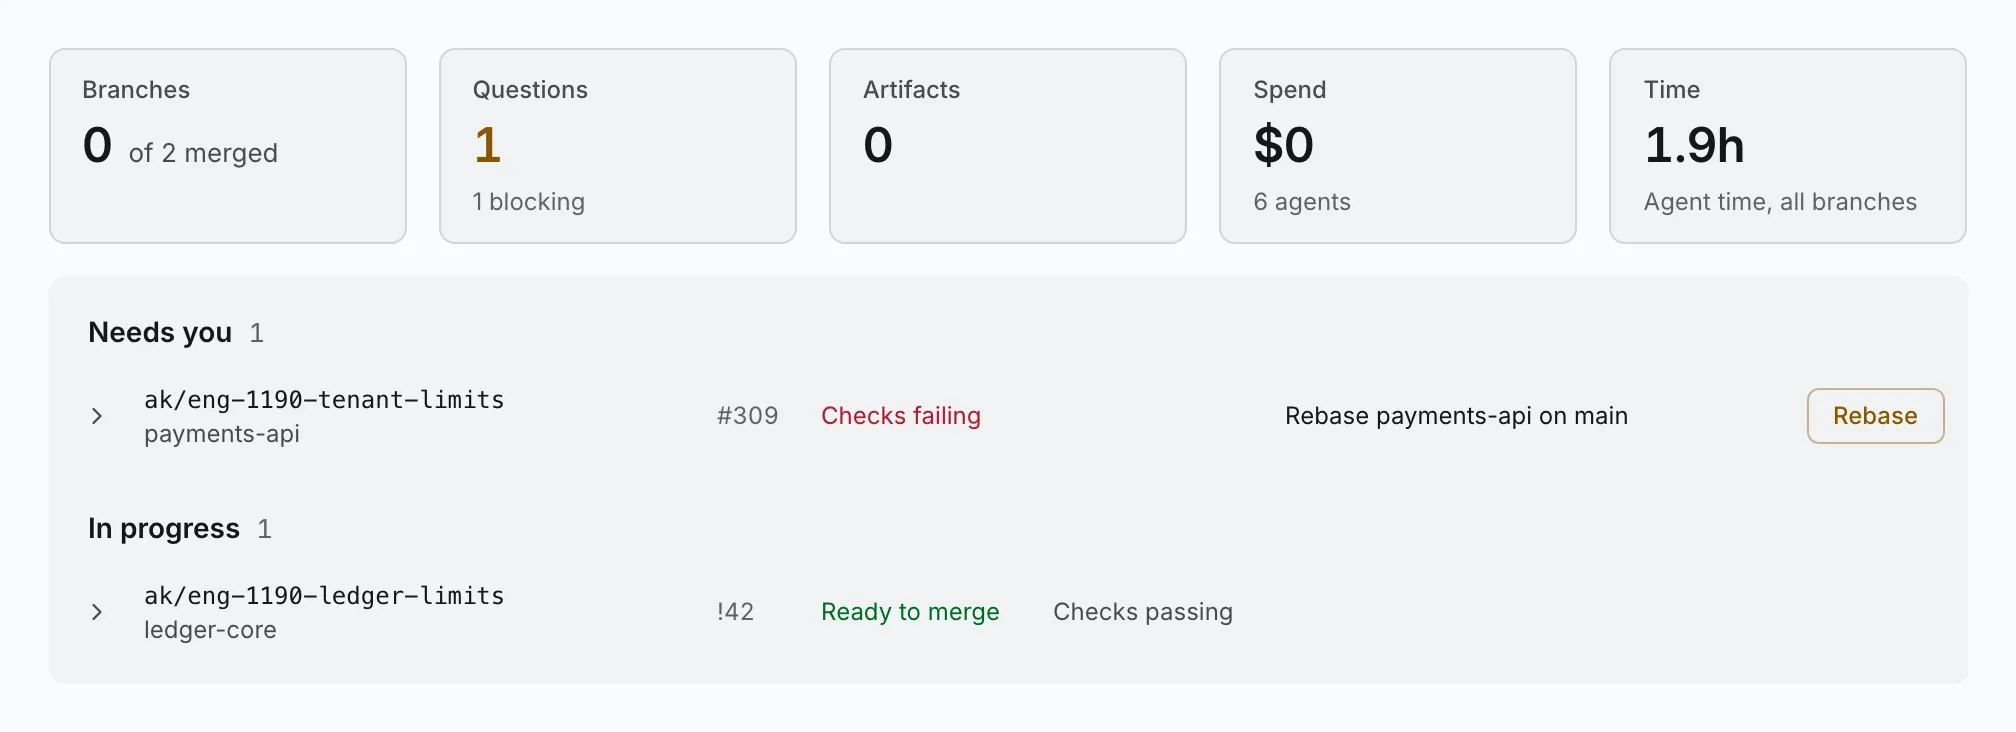 Branches
0 of 2 merged
Questions
1
1 blocking
Artifacts
0
Spend
$0
6 agents
Time
1.9h
Agent time, all branches
Needs you 1
ak/eng-1190-tenant-limits
payments-api
#309
Checks failing
Rebase payments-api on main
Rebase
In progress 1
ak/eng-1190-ledger-limits
ledger-core
!42
Ready to merge
Checks passing